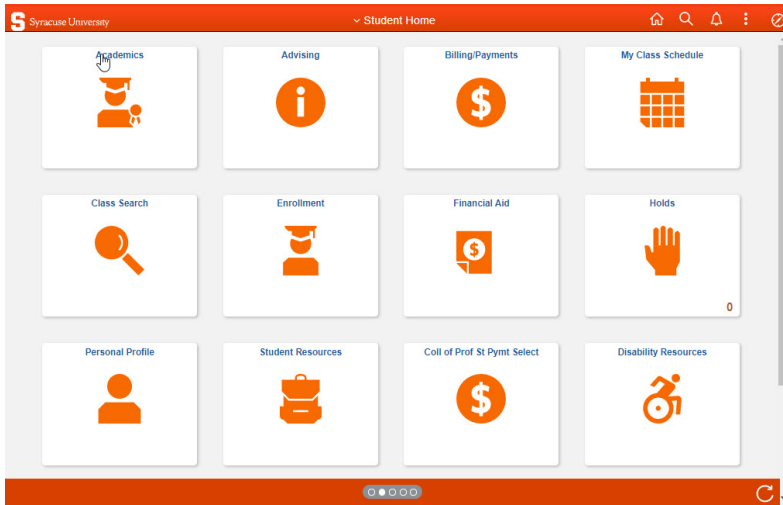 S Syracuse University
Student Home
Academics
Advising
Billing/Payments
$
My Class Schedule
Class Search
Enrollment
Financial Aid
$
Holds
0
Personal Profile
Student Resources
Coll of Prof St Pymt Select
$
Disability Resources